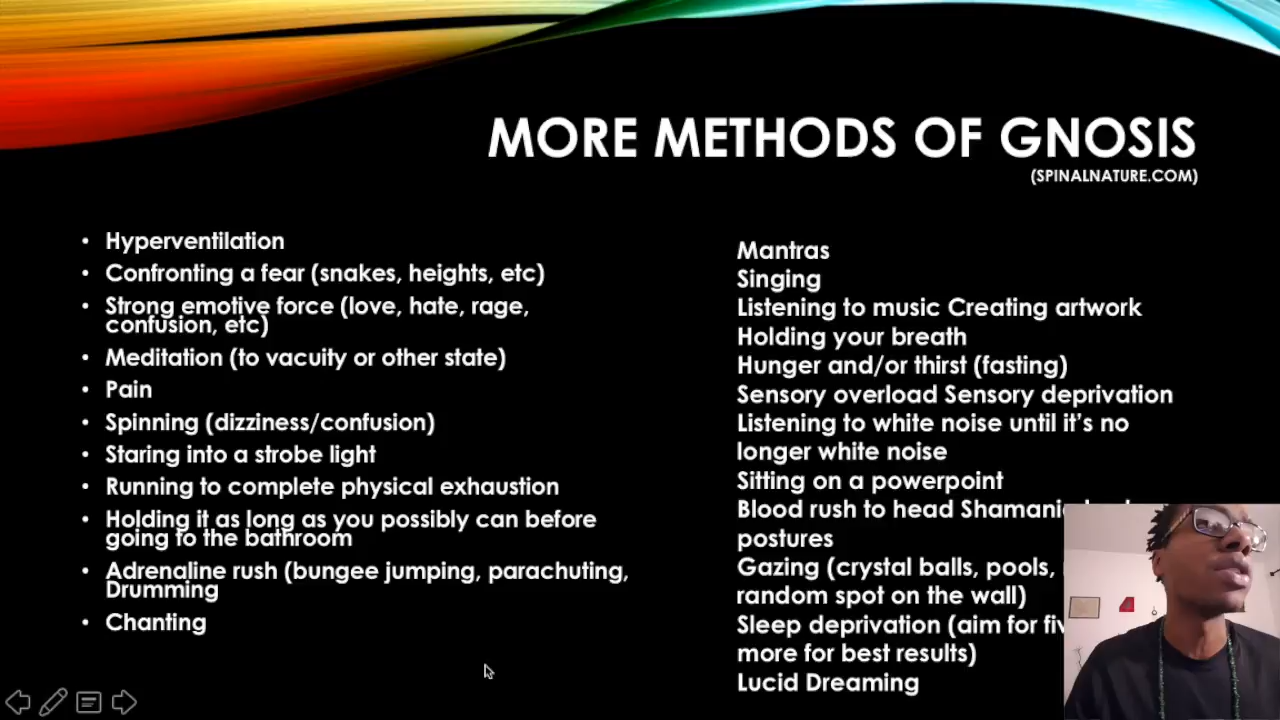 MORE METHODS OF GNOSIS
(SPINALNATURE.COM)
• Hyperventilation
• Confronting a fear (snakes, heights, etc)
• Strong emotive force (love, hate, rage,
confusion, etc)
• Meditation (to vacuity or other state)
• Pain
• Spinning (dizziness/confusion)
• Staring into a strobe light
• Running to complete physical exhaustion
• Holding it as long as you possibly can before
going to the bathroom
• Adrenaline rush (bungee jumping, parachuting,
Drumming
• Chanting
Mantras
Singing
Listening to music Creating artwork
Holding your breath
Hunger and/or thirst (fasting)
Sensory overload Sensory deprivation
Listening to white noise until it's no
longer white noise
Sitting on a powerpoint
Blood rush to head
postures
Gazing (crystal balls, pools,
random spot on the wall)
Sleep deprivation (aim for
more for best results)
Lucid Dreaming